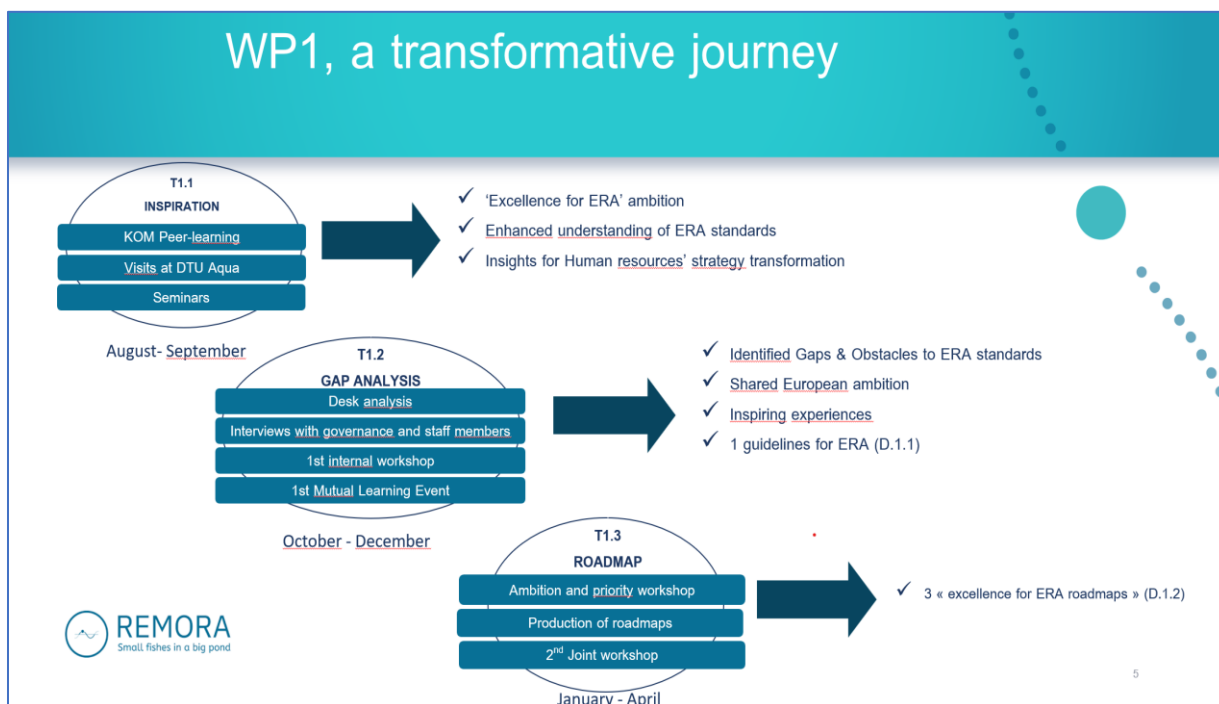 WP1, a transformative journey
T1.1
INSPIRATION
KOM Peer-learning
Visits at DTU Aqua
Seminars
August- September
✓ ‘Excellence for ERA’ ambition
✓ Enhanced understanding of ERA standards
✓ Insights for Human resources’ strategy transformation
T1.2
GAP ANALYSIS
Desk analysis
Interviews with governance and staff members
1st internal workshop
1st Mutual Learning Event
October - December
✓ Identified Gaps & Obstacles to ERA standards
✓ Shared European ambition
✓ Inspiring experiences
✓ 1 guidelines for ERA (D.1.1)
T1.3
ROADMAP
Ambition and priority workshop
Production of roadmaps
2nd Joint workshop
January - April
✓ 3 « excellence for ERA roadmaps » (D.1.2)
REMORA
Small fishes in a big pond
5